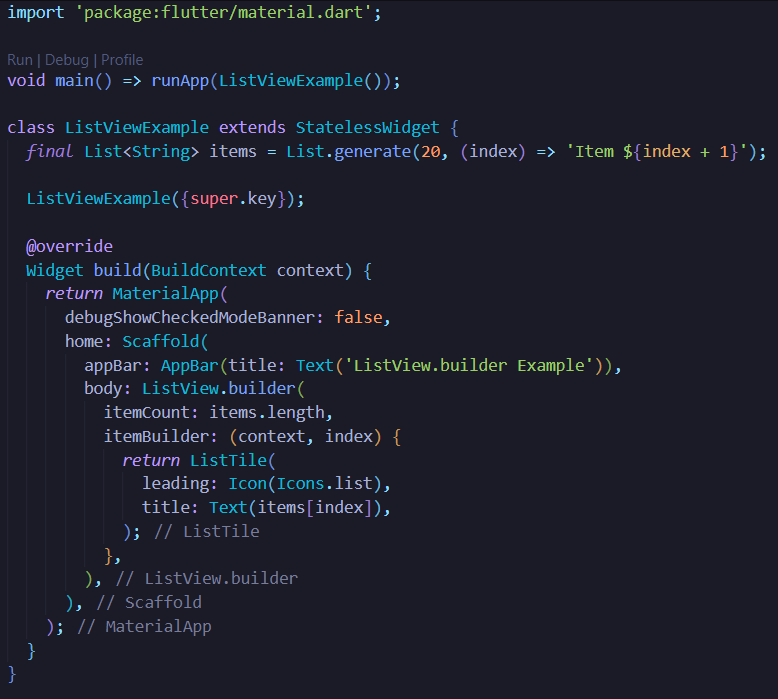 import 'package:flutter/material.dart';
Run | Debug | Profile
void main() => runApp(ListViewExample());
class ListViewExample extends StatelessWidget {
  final List<String> items = List.generate(20, (index) => 'Item ${index + 1}');
  ListViewExample({super.key});
  @override
  Widget build(BuildContext context) {
    return MaterialApp(
      debugShowCheckedModeBanner: false,
      home: Scaffold(
        appBar: AppBar(title: Text('ListView.builder Example')),
        body: ListView.builder(
          itemCount: items.length,
          itemBuilder: (context, index) {
            return ListTile(
              leading: Icon(Icons.list),
              title: Text(items[index]),
            ); // ListTile
          },
        ), // ListView.builder
      ), // Scaffold
    ); // MaterialApp
  }
}